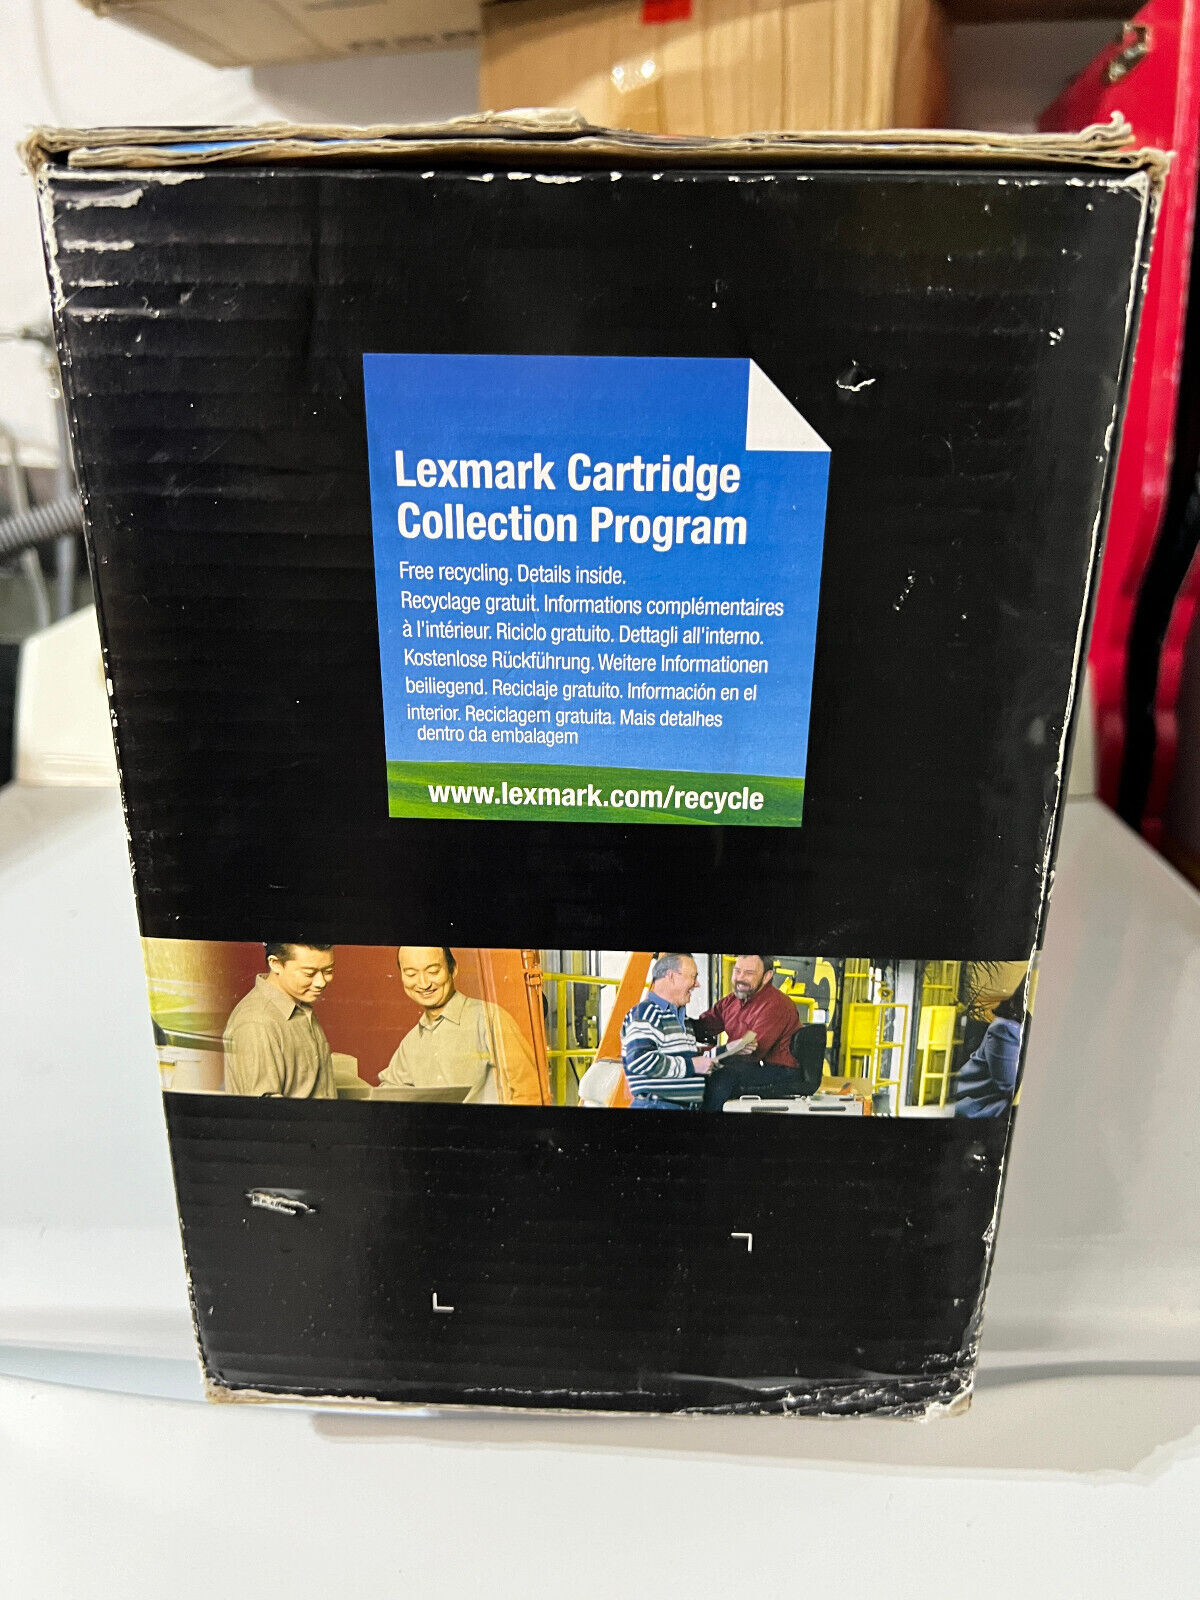 Lexmark Cartridge
Collection Program
Free recycling. Details inside.
Recyclage gratuit. Informations complémentaires
à l'intérieur. Riciclo gratuito. Dettagli all'interno.
Kostenlose Rückführung. Weitere Informationen
beiliegend. Reciclaje gratuito. Información en el
interior. Reciclagem gratuita. Mais detalhes
dentro da embalagem
www.lexmark.com/recycle